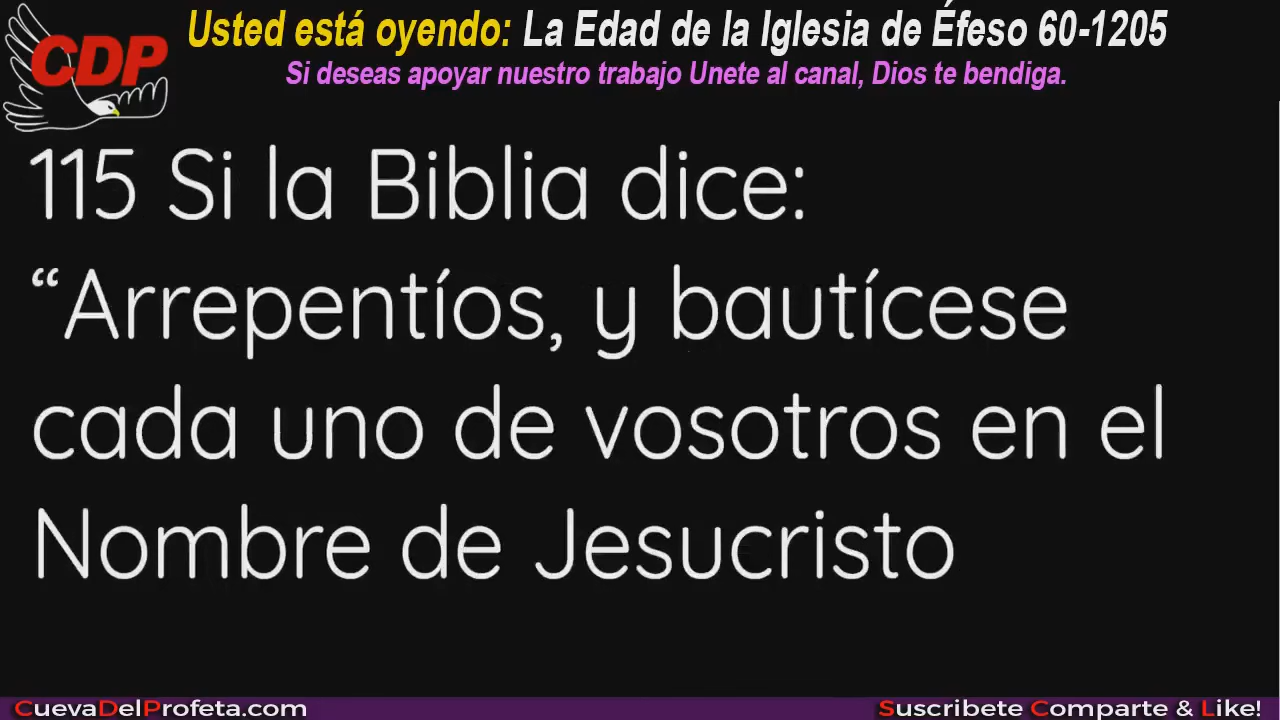 CDP
Usted está oyendo: La Edad de la Iglesia de Éfeso 60-1205
Si deseas apoyar nuestro trabajo Unete al canal, Dios te bendiga.
115 Si la Biblia dice:
“Arrepentíos, y bautícese
cada uno de vosotros en el
Nombre de Jesucristo
CuevaDelProfeta.com
Suscribete Comparte & Like!